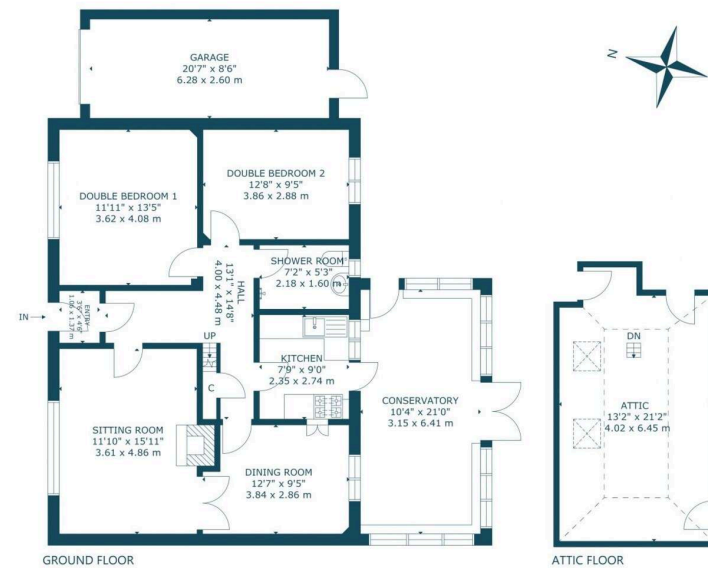 GARAGE
20'7" x 8'6"
6.28 x 2.60 m
N
DOUBLE BEDROOM 1
11'11" x 13'5"
3.62 x 4.08 m
DOUBLE BEDROOM 2
12'8" x 9'5"
3.86 x 2.88 m
SHOWER ROOM
7'2" x 5'3"
2.18 x 1.60 m
HALL
13'1" x 14'8"
4.00 x 4.48 m
IN
ENTRY
UP
C
KITCHEN
7'9" x 9'0"
2.35 x 2.74 m
CONSERVATORY
10'4" x 21'0"
3.15 x 6.41 m
SITTING ROOM
11'10" x 15'11"
3.61 x 4.86 m
DINING ROOM
12'7" x 9'5"
3.84 x 2.86 m
DN
ATTIC
13'2" x 21'2"
4.02 x 6.45 m
GROUND FLOOR
ATTIC FLOOR